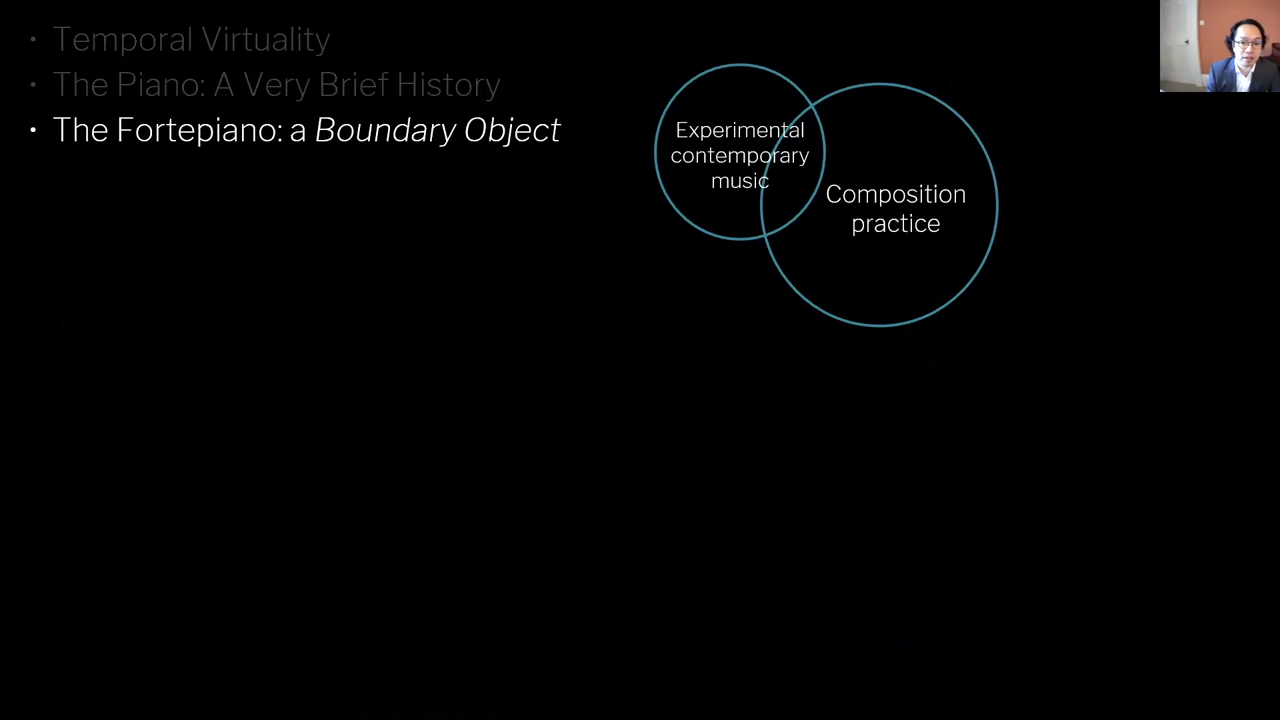 • Temporal Virtuality
• The Piano: A Very Brief History
• The Fortepiano: a Boundary Object
Experimental
contemporary
music
Composition
practice